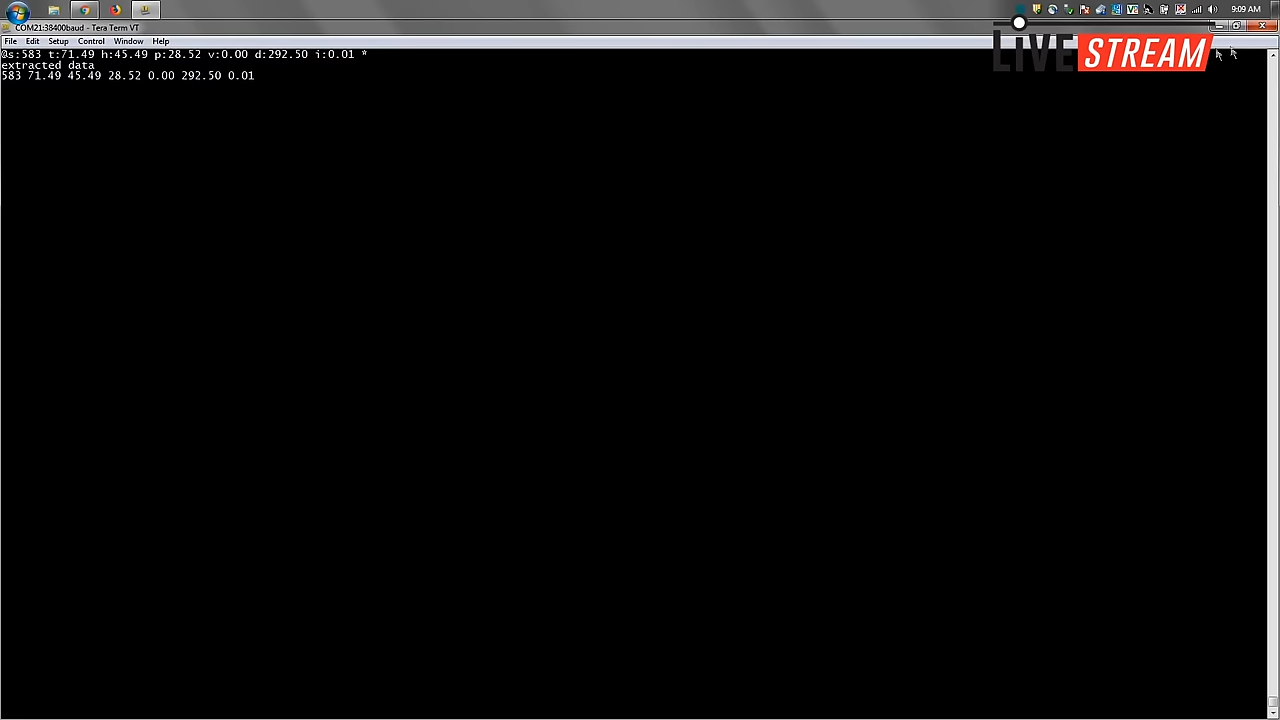 9:09 AM
COM21:38400baud - Tera Term VT
File Edit Setup Control Window Help
LiVE STREAM
@s:583 t:71.49 h:45.49 p:28.52 v:0.00 d:292.50 i:0.01 *
extracted data
583 71.49 45.49 28.52 0.00 292.50 0.01